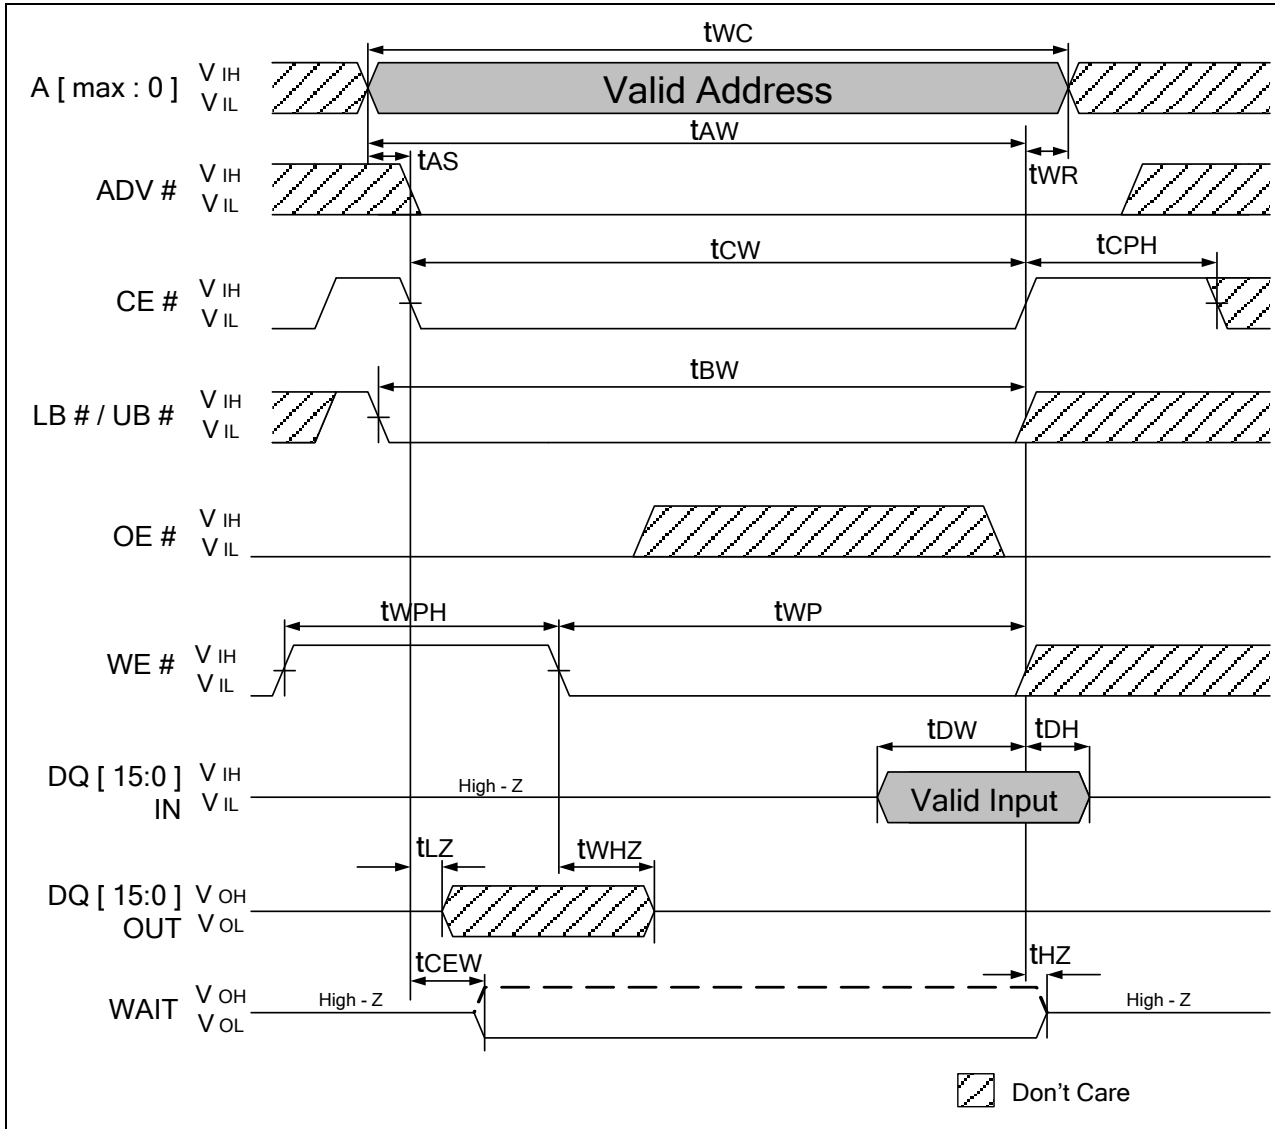 tWC
A [ max : 0 ] V IH
V IL
Valid Address
tAW
tAS
tWR
ADV # V IH
V IL
tCW
tCPH
CE # V IH
V IL
tBW
LB # / UB # V IH
V IL
OE # V IH
V IL
tWPH
tWP
WE # V IH
V IL
tDW
tDH
DQ [ 15:0 ] V IH
IN V IL
High - Z
Valid Input
tLZ
tWHZ
DQ [ 15:0 ] V OH
OUT V OL
tCEW
tHZ
WAIT V OH
V OL
High - Z
High - Z
Don't Care